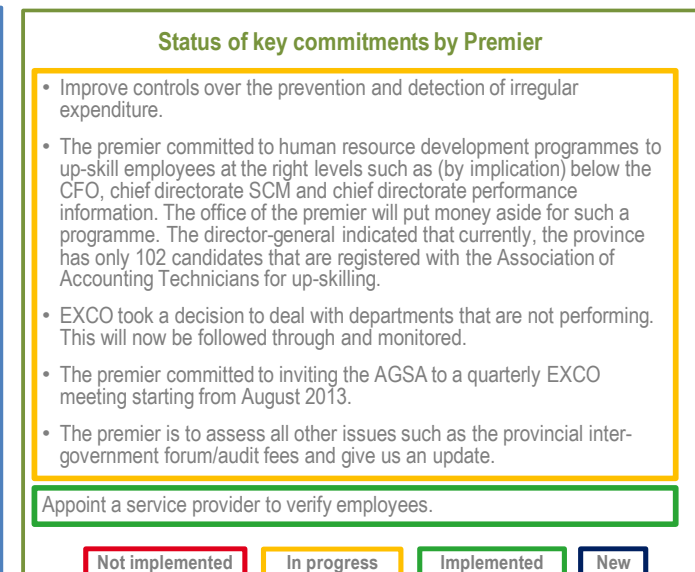 Status of key commitments by Premier
• Improve controls over the prevention and detection of irregular
expenditure.
• The premier committed to human resource development programmes to
up-skill employees at the right levels such as (by implication) below the
CFO, chief directorate SCM and chief directorate performance
information. The office of the premier will put money aside for such a
programme. The director-general indicated that currently, the province
has only 102 candidates that are registered with the Association of
Accounting Technicians for up-skilling.
• EXCO took a decision to deal with departments that are not performing.
This will now be followed through and monitored.
• The premier committed to inviting the AGSA to a quarterly EXCO
meeting starting from August 2013.
• The premier is to assess all other issues such as the provincial inter-
government forum/audit fees and give us an update.
Appoint a service provider to verify employees.
Not implemented In progress Implemented New